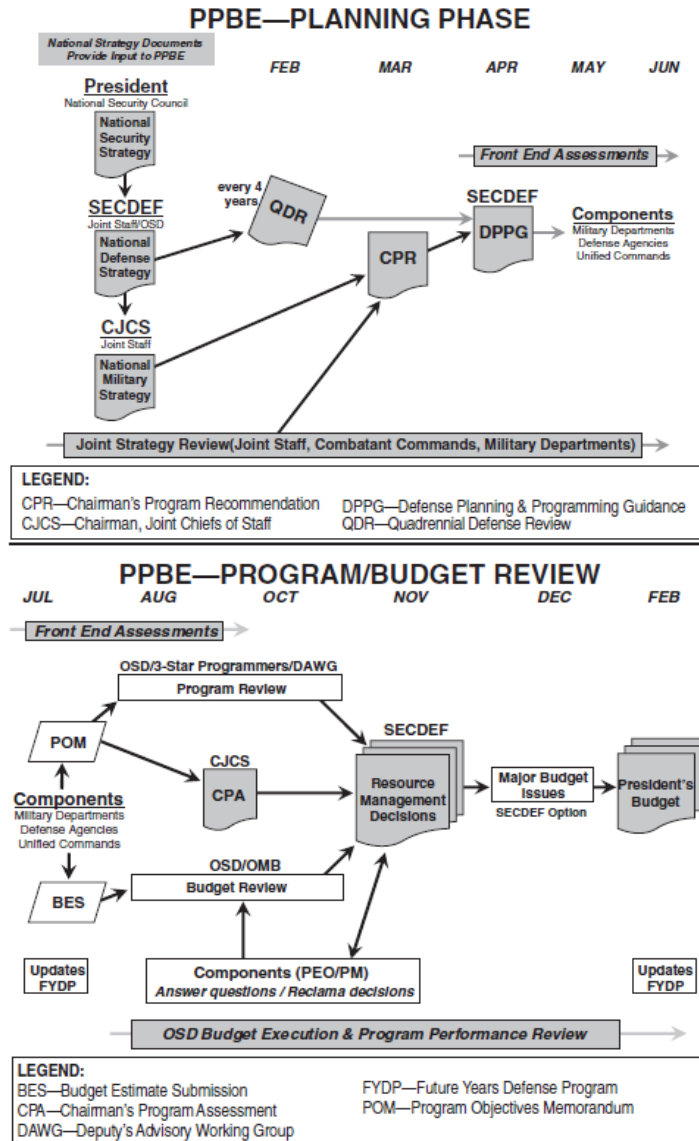 PPBE—PLANNING PHASE
National Strategy Documents
Provide Input to PPBE
FEB MAR APR MAY JUN
President
National Security Council
National
Security
Strategy
Front End Assessments
SECDEF
Joint Staff/OSD
National
Defense
Strategy
every 4
years
QDR
CPR
SECDEF
DPPG
Components
Military Departments
Defense Agencies
Unified Commands
CJCS
Joint Staff
National
Military
Strategy
Joint Strategy Review(Joint Staff, Combatant Commands, Military Departments)
LEGEND:
CPR—Chairman's Program Recommendation
CJCS—Chairman, Joint Chiefs of Staff
DPPG—Defense Planning & Programming Guidance
QDR—Quadrennial Defense Review
PPBE—PROGRAM/BUDGET REVIEW
JUL AUG OCT NOV DEC FEB
Front End Assessments
OSD/3-Star Programmers/DAWG
Program Review
POM
CJCS
CPA
SECDEF
Resource
Management
Decisions
Major Budget
Issues
SECDEF Option
President's
Budget
Components
Military Departments
Defense Agencies
Unified Commands
OSD/OMB
Budget Review
BES
Updates
FYDP
Components (PEO/PM)
Answer questions / Reclama decisions
Updates
FYDP
OSD Budget Execution & Program Performance Review
LEGEND:
BES—Budget Estimate Submission
CPA—Chairman's Program Assessment
DAWG—Deputy's Advisory Working Group
FYDP—Future Years Defense Program
POM—Program Objectives Memorandum